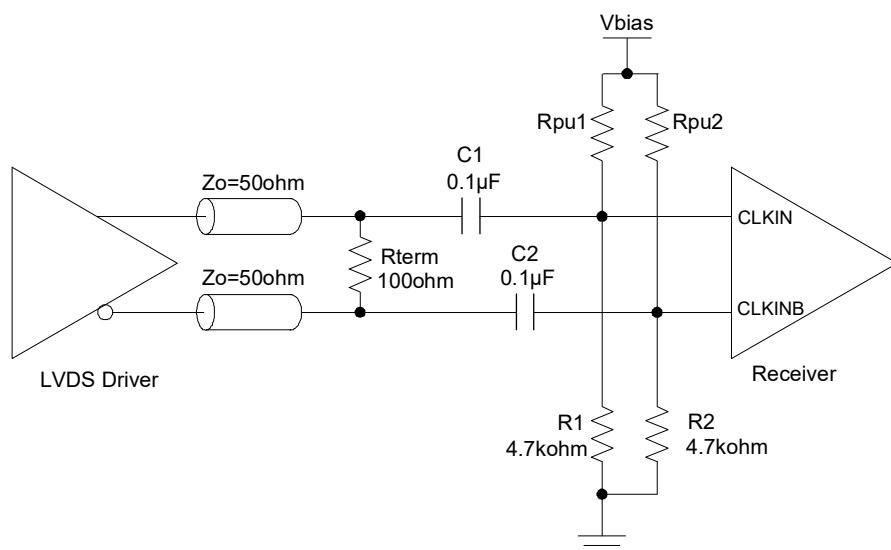 Vbias
Rpu1
Rpu2
C1
0.1µF
Zo=50ohm
CLKIN
Rterm
100ohm
C2
0.1µF
Zo=50ohm
CLKINB
LVDS Driver
Receiver
R1
4.7kohm
R2
4.7kohm